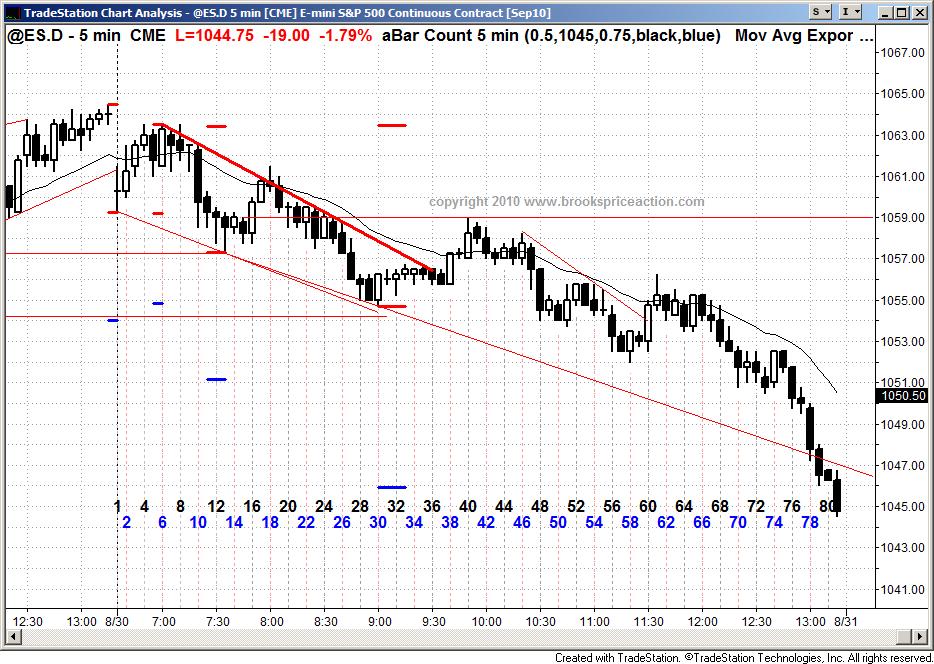 TradeStation Chart Analysis - @ES.D 5 min [CME] E-mini S&P 500 Continuous Contract [Sep10]
S
I
@ES.D - 5 min CME L=1044.75 -19.00 -1.79% aBar Count 5 min (0.5,1045,0.75,black,blue) Mov Avg Expor ...
1067.00
1065.00
1063.00
1061.00
copyright 2010 www.brookspriceaction.com
1059.00
1057.00
1055.00
1053.00
1051.00
1050.50
1049.00
1047.00
1045.00
1 4 8 12 16 20 24 28 32 36 40 44 48 52 56 60 64 68 72 76 80
2 6 10 14 18 22 26 30 34 38 42 46 50 54 58 62 66 70 74 78
1043.00
1041.00
12:30 13:00 8/30 7:00 7:30 8:00 8:30 9:00 9:30 10:00 10:30 11:00 11:30 12:00 12:30 13:00 8/31
Created with TradeStation. ©TradeStation Technologies, Inc. All rights reserved.